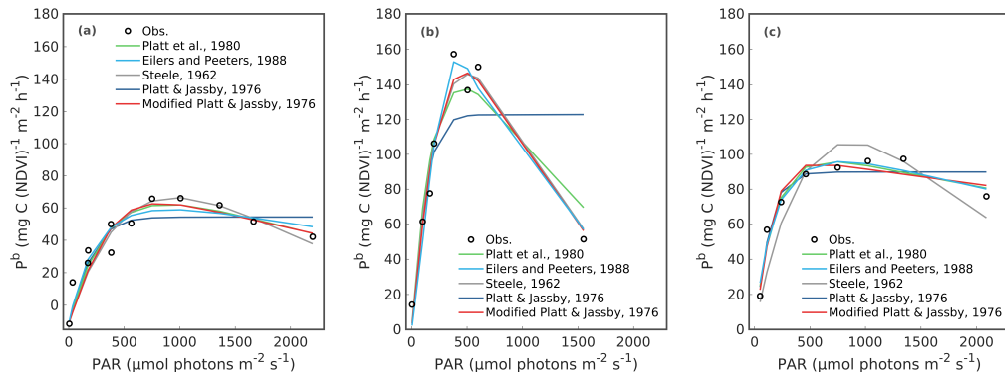 180
160
140
120
100
80
60
40
20
0
P^b (mg C (NDVI)^-1 m^-2 h^-1)
(a)
Obs.
Platt et al., 1980
Eilers and Peeters, 1988
Steele, 1962
Platt & Jassby, 1976
Modified Platt & Jassby, 1976
0 500 1000 1500 2000
PAR (μmol photons m^-2 s^-1)
180
160
140
120
100
80
60
40
20
0
P^b (mg C (NDVI)^-1 m^-2 h^-1)
(b)
Obs.
Platt et al., 1980
Eilers and Peeters, 1988
Steele, 1962
Platt & Jassby, 1976
Modified Platt & Jassby, 1976
0 500 1000 1500 2000
PAR (μmol photons m^-2 s^-1)
180
160
140
120
100
80
60
40
20
0
P^b (mg C (NDVI)^-1 m^-2 h^-1)
(c)
Obs.
Platt et al., 1980
Eilers and Peeters, 1988
Steele, 1962
Platt & Jassby, 1976
Modified Platt & Jassby, 1976
0 500 1000 1500 2000
PAR (μmol photons m^-2 s^-1)